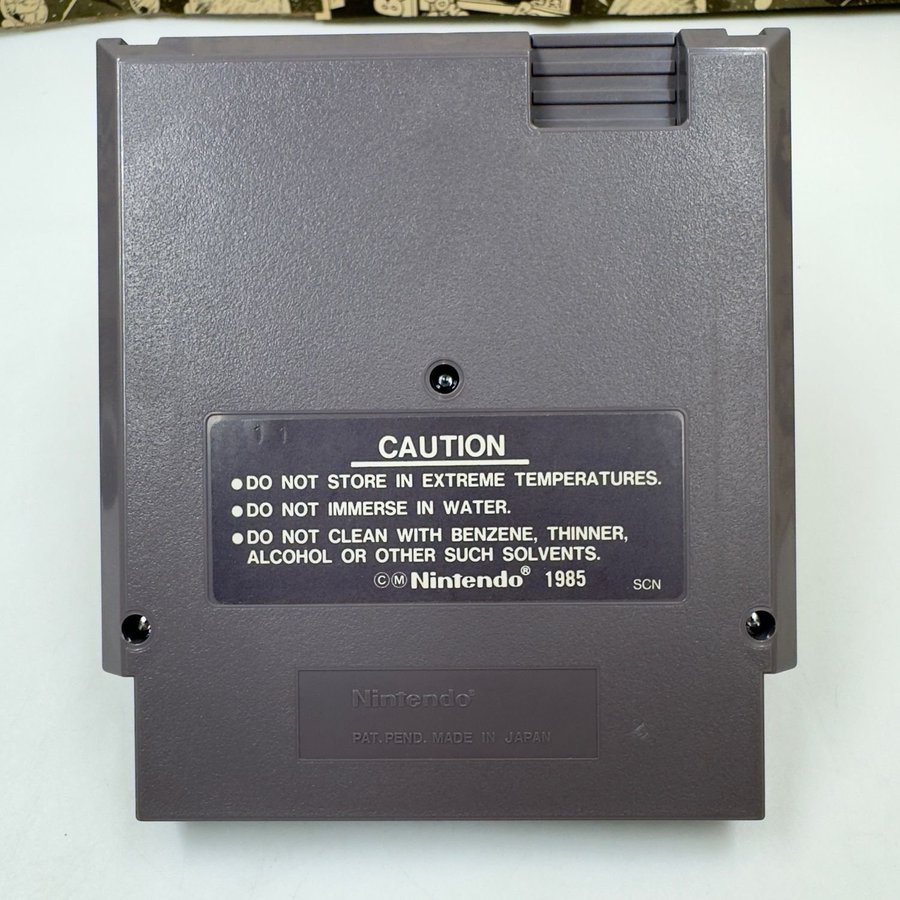 CAUTION
●DO NOT STORE IN EXTREME TEMPERATURES.
●DO NOT IMMERSE IN WATER.
●DO NOT CLEAN WITH BENZENE, THINNER,
ALCOHOL OR OTHER SUCH SOLVENTS.
ⒸⓂNintendo® 1985 SCN
Nintendo®
PAT. PEND. MADE IN JAPAN